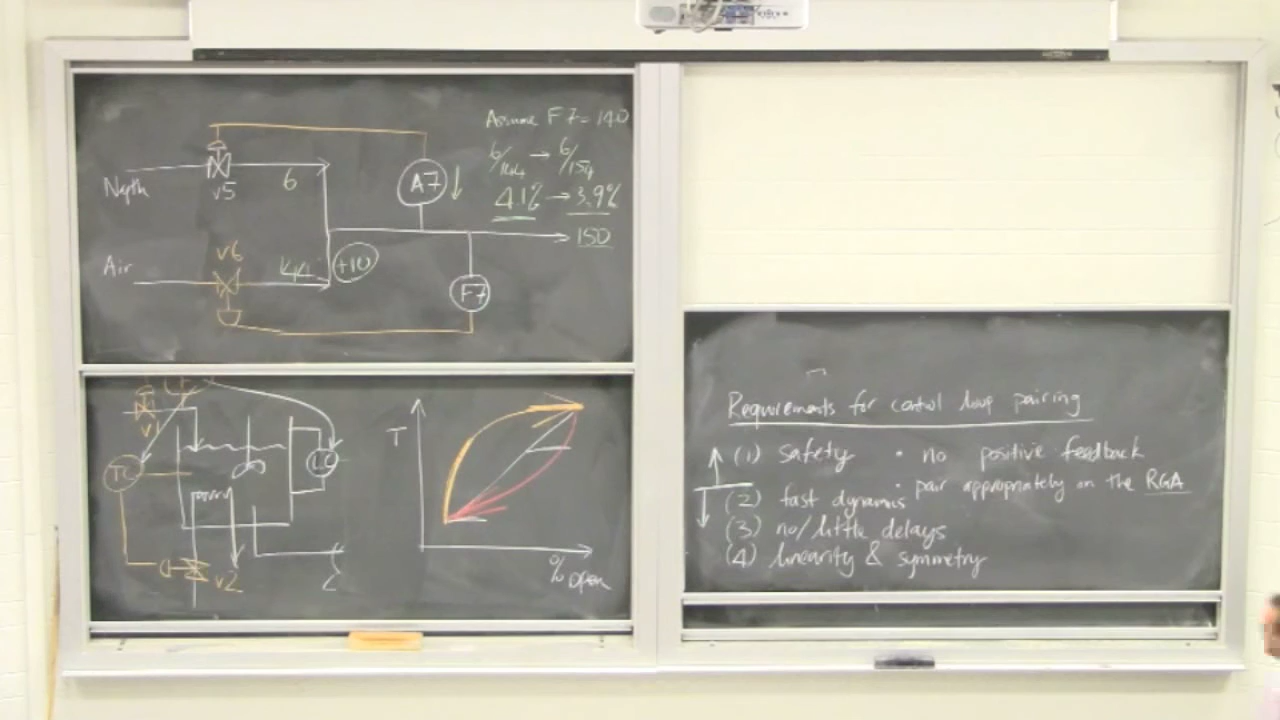 Assume F7 = 140
6/144 → 6/154
4.1% → 3.9%
Naphth
v5
6
A7 ↓
150
Air
v6
144
+10
F7
v1
TC
LC
v2
T
% open
Requirements for control loop pairing
(1) safety • no positive feedback
• pair appropriately on the RGA
(2) fast dynamics
(3) no/little delays
(4) linearity & symmetry